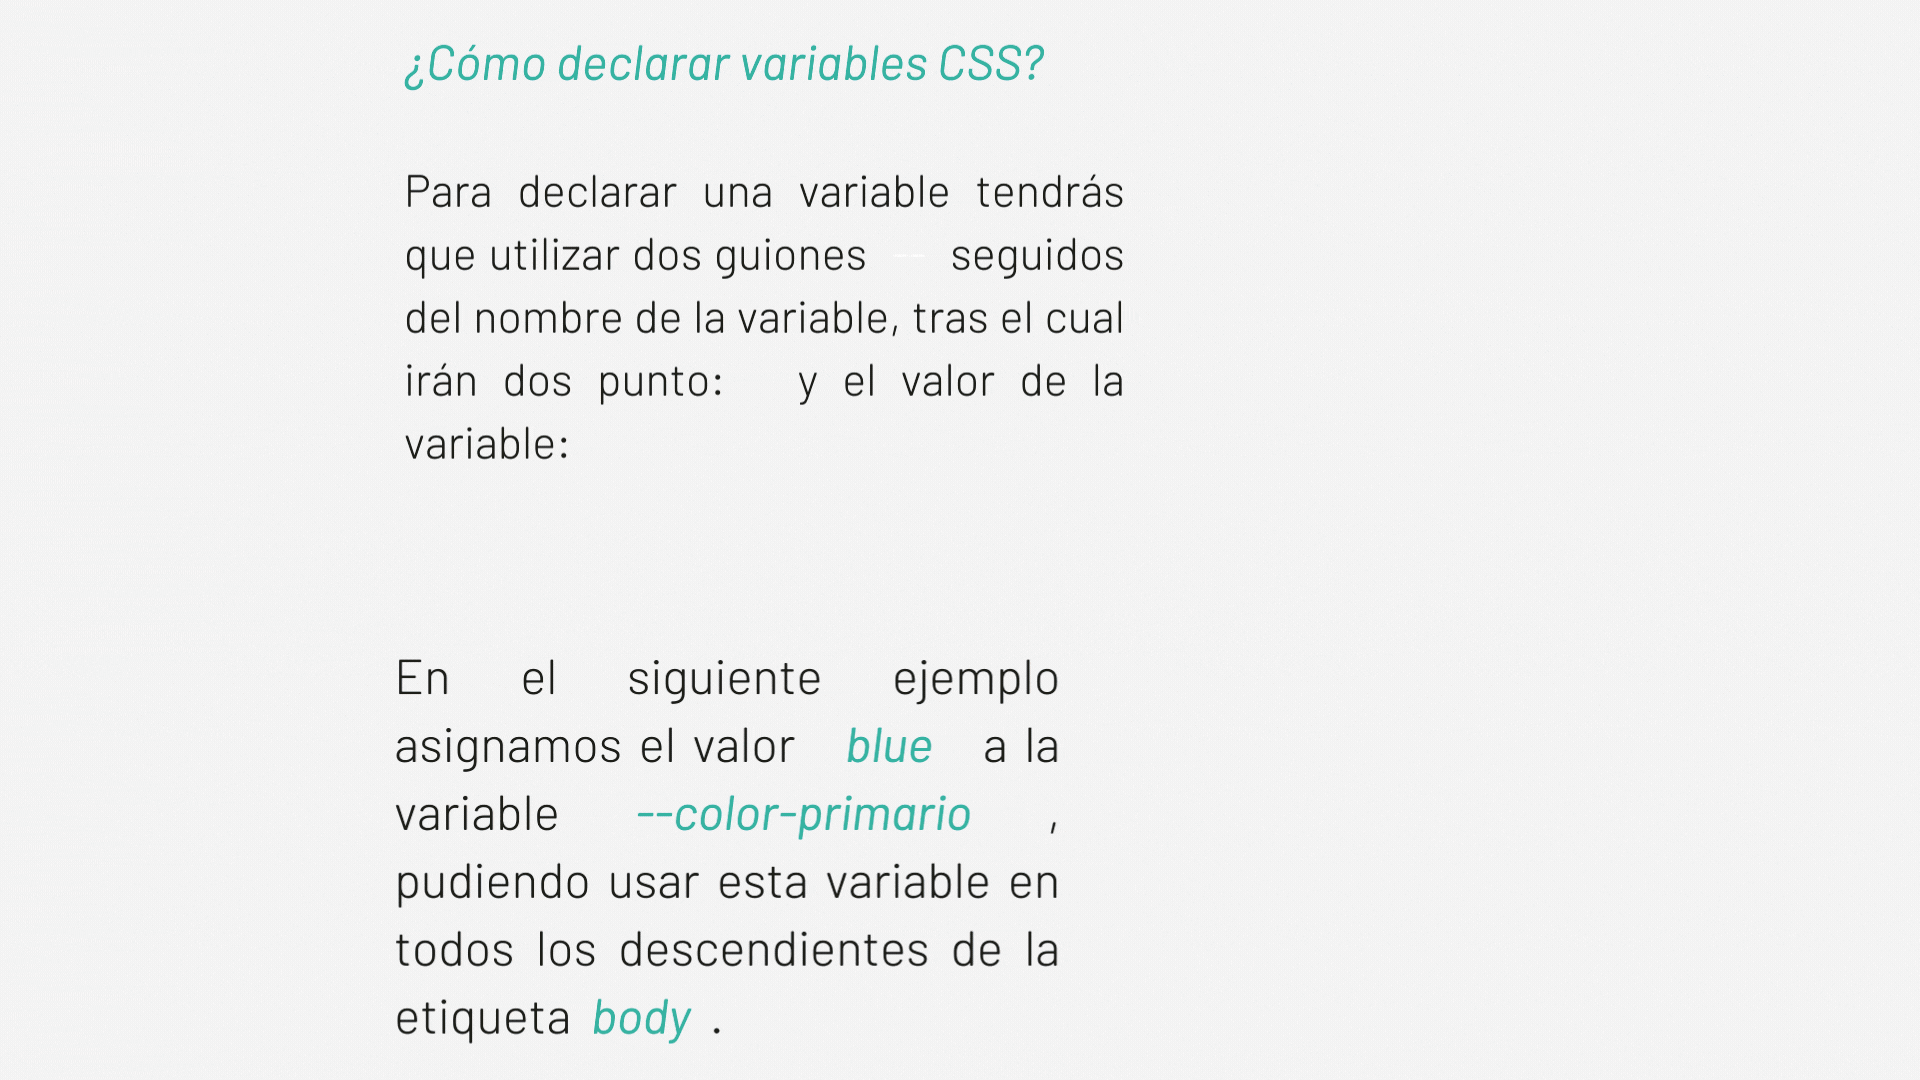 ¿Cómo declarar variables CSS?
Para declarar una variable tendrás
que utilizar dos guiones -- seguidos
del nombre de la variable, tras el cual
irán dos punto: y el valor de la
variable:
En el siguiente ejemplo
asignamos el valor blue a la
variable --color-primario ,
pudiendo usar esta variable en
todos los descendientes de la
etiqueta body .